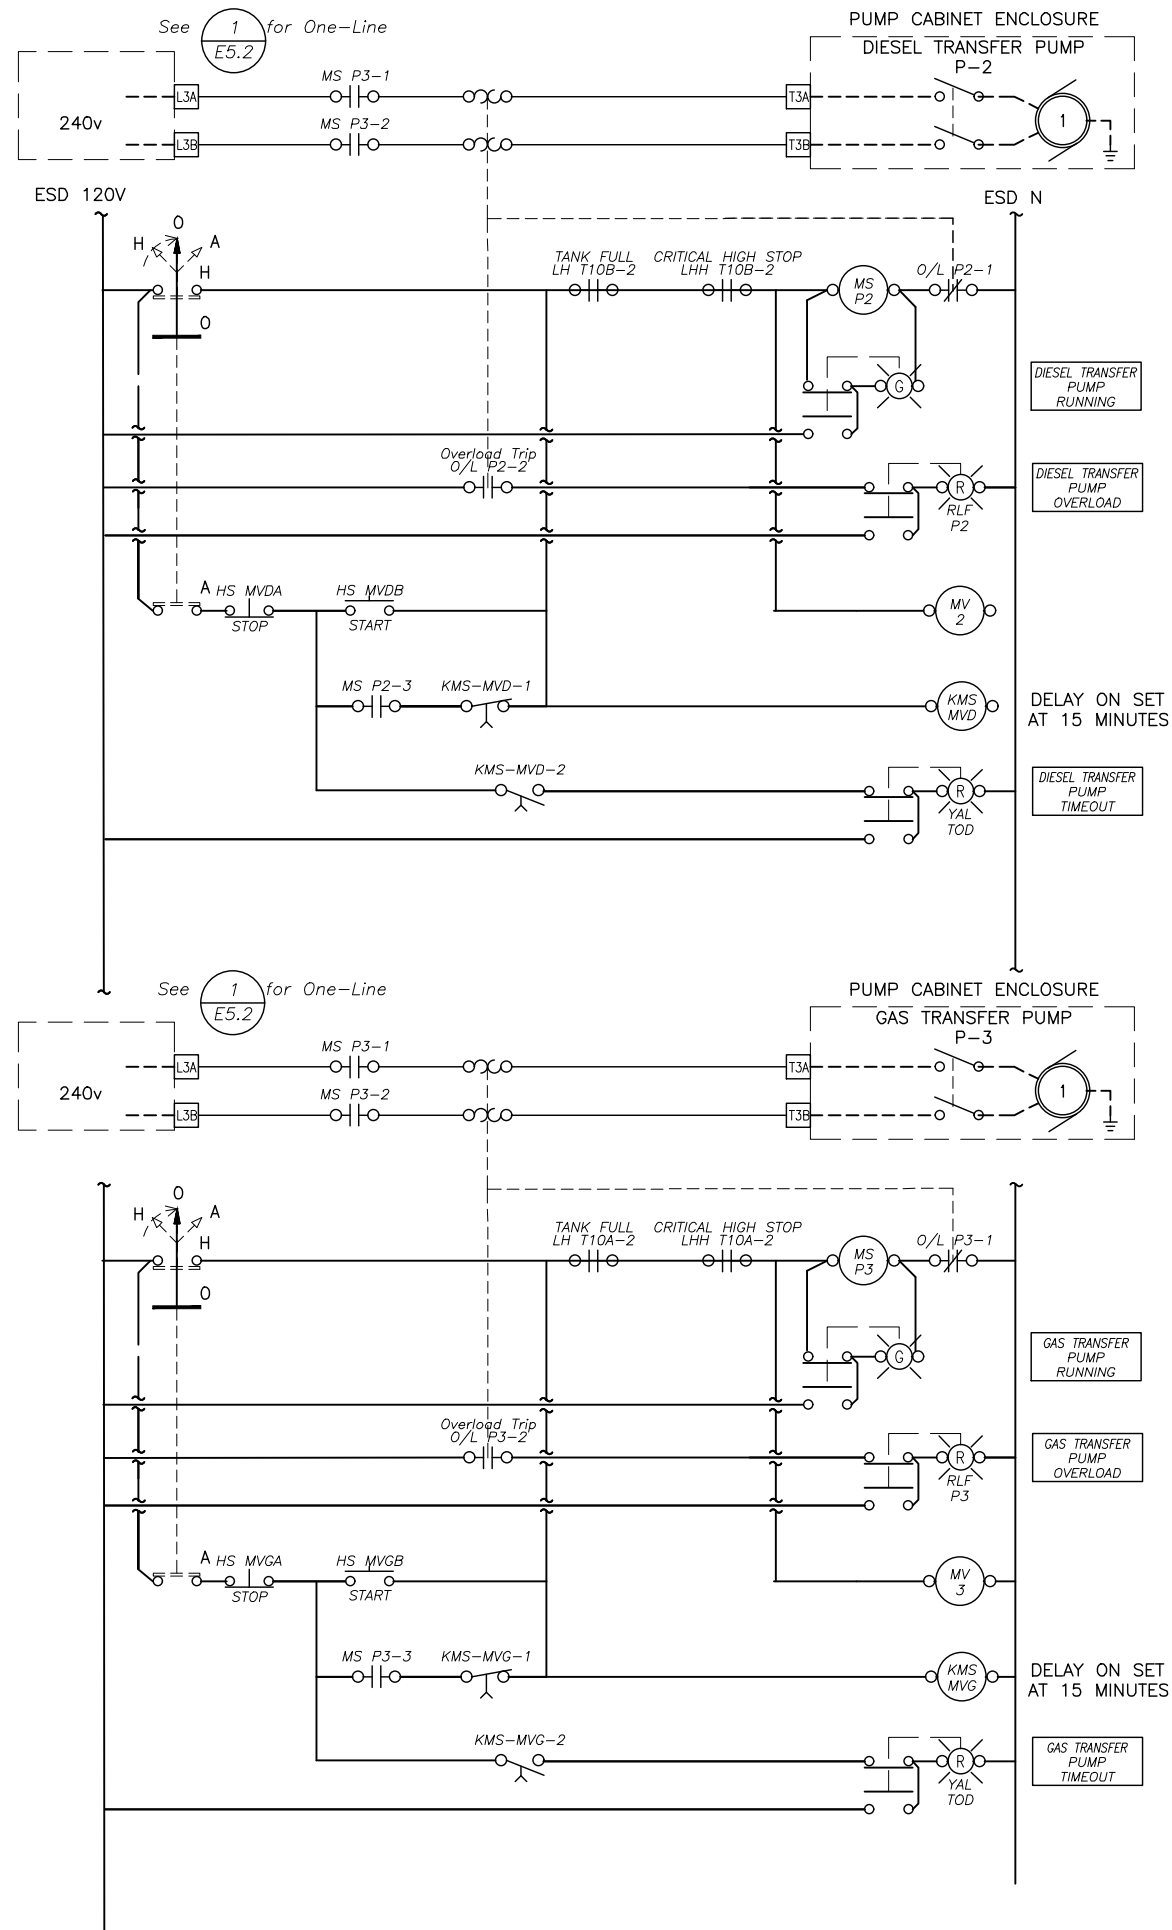 See 1 for One-Line
E5.2
PUMP CABINET ENCLOSURE
DIESEL TRANSFER PUMP
P-2
MS P3-1
L3A
T3A
240v
MS P3-2
1
L3B
T3B
ESD 120V
ESD N
O
H
A
H
TANK FULL
LH T10B-2
CRITICAL HIGH STOP
LHH T10B-2
MS
P2
O/L P2-1
O
G
DIESEL TRANSFER
PUMP
RUNNING
Overload Trip
O/L P2-2
R
RLF
P2
DIESEL TRANSFER
PUMP
OVERLOAD
A
HS MVDA
STOP
HS MVDB
START
MV
2
MS P2-3
KMS-MVD-1
KMS
MVD
DELAY ON SET
AT 15 MINUTES
KMS-MVD-2
R
YAL
TOD
DIESEL TRANSFER
PUMP
TIMEOUT
See 1 for One-Line
E5.2
PUMP CABINET ENCLOSURE
GAS TRANSFER PUMP
P-3
MS P3-1
L3A
T3A
240v
MS P3-2
1
L3B
T3B
O
H
A
H
TANK FULL
LH T10A-2
CRITICAL HIGH STOP
LHH T10A-2
MS
P3
O/L P3-1
O
G
GAS TRANSFER
PUMP
RUNNING
Overload Trip
O/L P3-2
R
RLF
P3
GAS TRANSFER
PUMP
OVERLOAD
A
HS MVGA
STOP
HS MVGB
START
MV
3
MS P3-3
KMS-MVG-1
KMS
MVG
DELAY ON SET
AT 15 MINUTES
KMS-MVG-2
R
YAL
TOD
GAS TRANSFER
PUMP
TIMEOUT